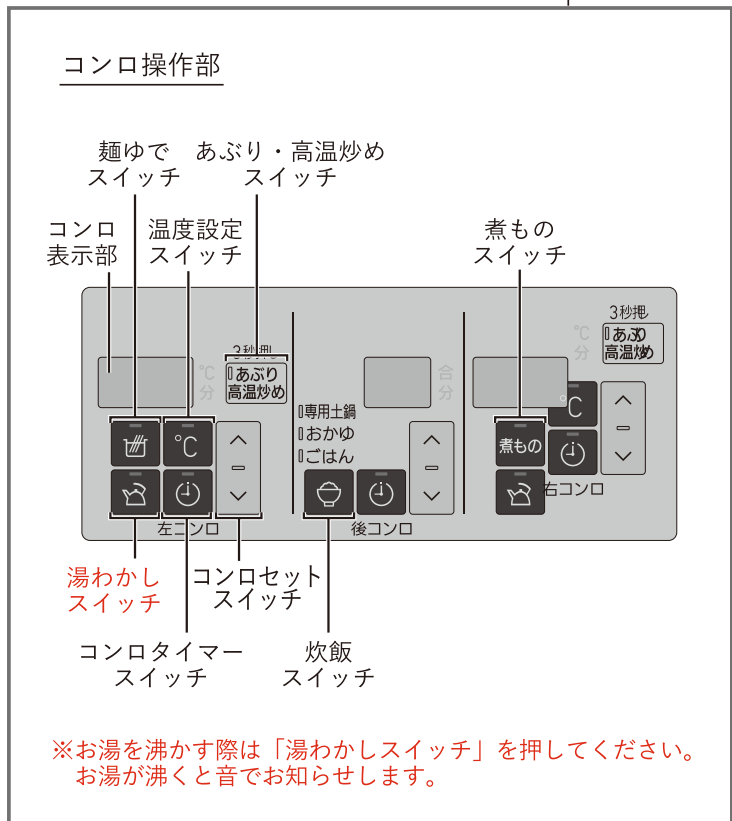 コンロ操作部
麺ゆで
スイッチ
あぶり・高温炒め
スイッチ
コンロ
表示部
温度設定
スイッチ
煮もの
スイッチ
3秒押し
℃
分
あぶり
高温炒め
合
分
3秒押し
℃
分
あぶり
高温炒め
専用土鍋
おかゆ
ごはん
℃
煮もの
℃
左コンロ
後コンロ
右コンロ
湯わかし
スイッチ
コンロセット
スイッチ
コンロタイマー
スイッチ
炊飯
スイッチ
※お湯を沸かす際は「湯わかしスイッチ」を押してください。
お湯が沸くと音でお知らせします。